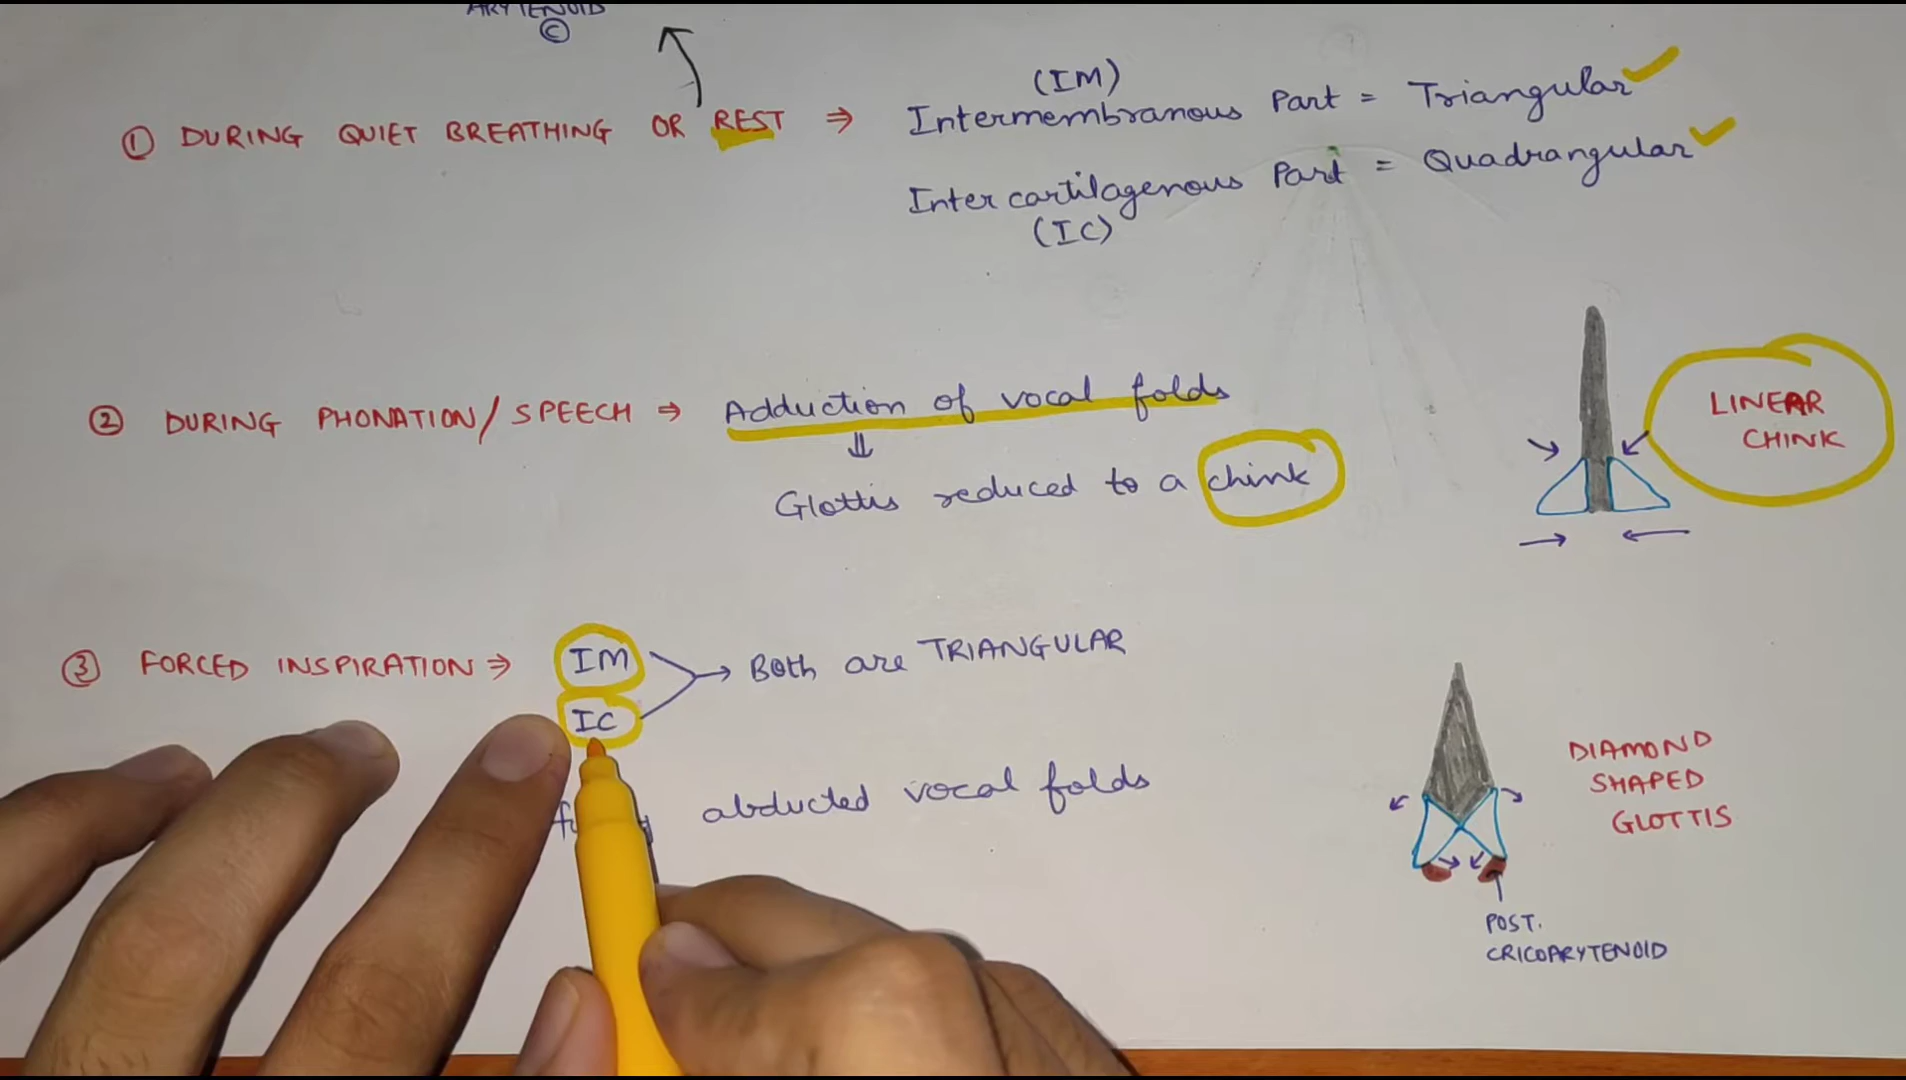 ARYTENOID
©
(IM)
① DURING QUIET BREATHING OR REST ⇒ Intermembranous Part = Triangular ✓
Intercartilagenous Part = Quadrangular ✓
(IC)
② DURING PHONATION/SPEECH ⇒ Adduction of vocal folds
⇓
Glottis reduced to a chink
LINEAR
CHINK
③ FORCED INSPIRATION ⇒ IM
IC
→ Both are TRIANGULAR
abducted vocal folds
DIAMOND
SHAPED
GLOTTIS
POST.
CRICOARYTENOID